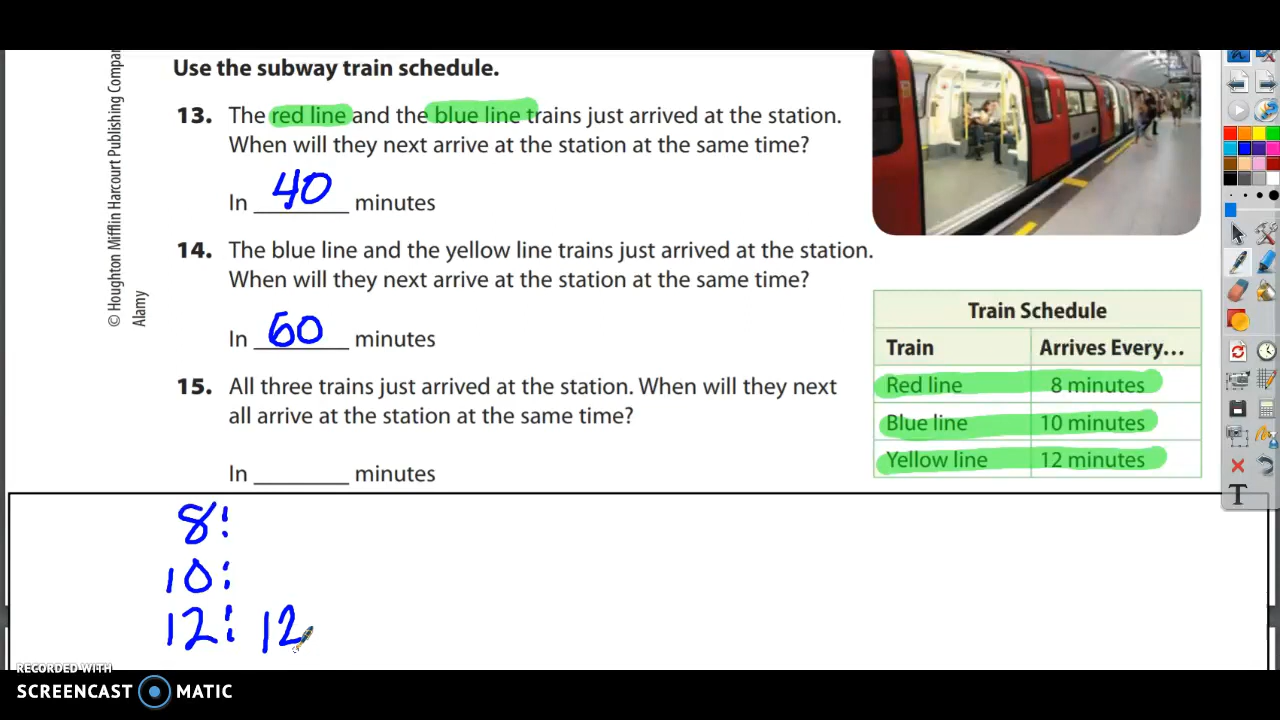 © Houghton Mifflin Harcourt Publishing Compan
Alamy
Use the subway train schedule.
13. The red line and the blue line trains just arrived at the station.
When will they next arrive at the station at the same time?
In 40 minutes
14. The blue line and the yellow line trains just arrived at the station.
When will they next arrive at the station at the same time?
In 60 minutes
15. All three trains just arrived at the station. When will they next
all arrive at the station at the same time?
In ________ minutes
Train Schedule
Train Arrives Every...
Red line 8 minutes
Blue line 10 minutes
Yellow line 12 minutes
8:
10:
12: 12
T
RECORDED WITH
SCREENCAST MATIC